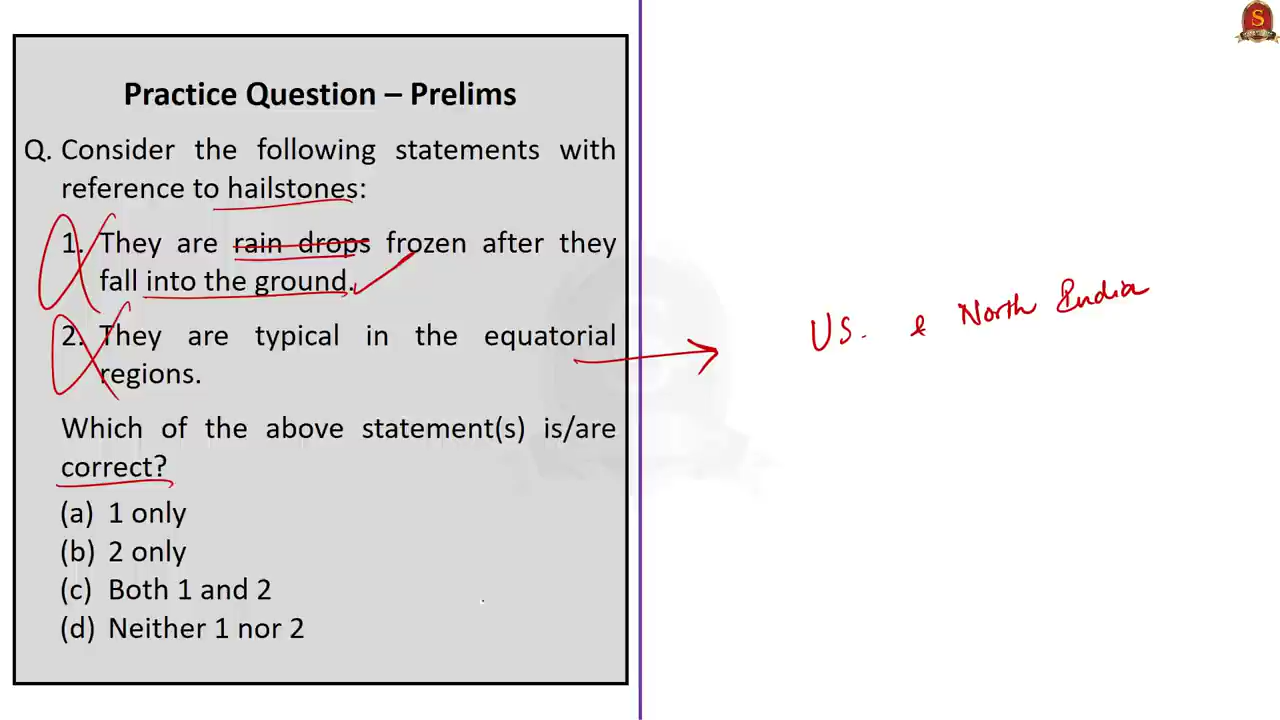 Practice Question – Prelims
Q. Consider the following statements with
reference to hailstones:
1. They are rain drops frozen after they
fall into the ground.
2. They are typical in the equatorial
regions.
Which of the above statement(s) is/are
correct?
(a) 1 only
(b) 2 only
(c) Both 1 and 2
(d) Neither 1 nor 2
US. & North India
S